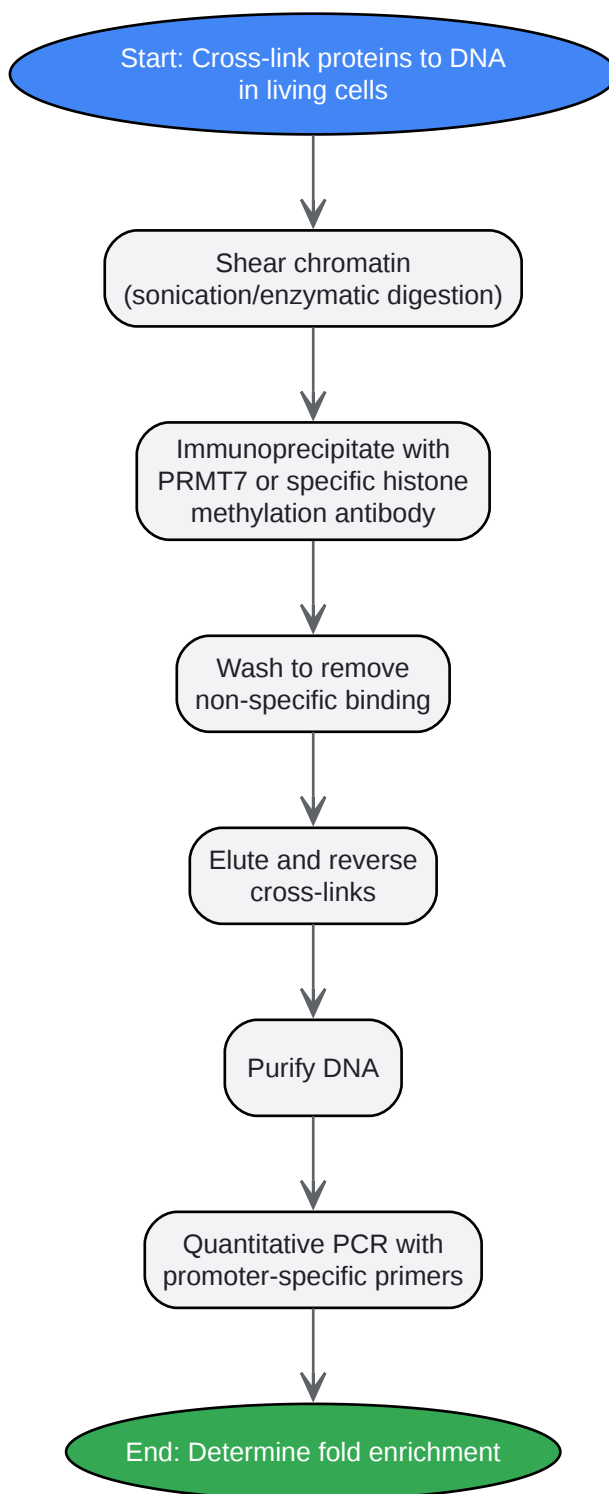 Start: Cross-link proteins to DNA
in living cells
Shear chromatin
(sonication/enzymatic digestion)
Immunoprecipitate with
PRMT7 or specific histone
methylation antibody
Wash to remove
non-specific binding
Elute and reverse
cross-links
Purify DNA
Quantitative PCR with
promoter-specific primers
End: Determine fold enrichment